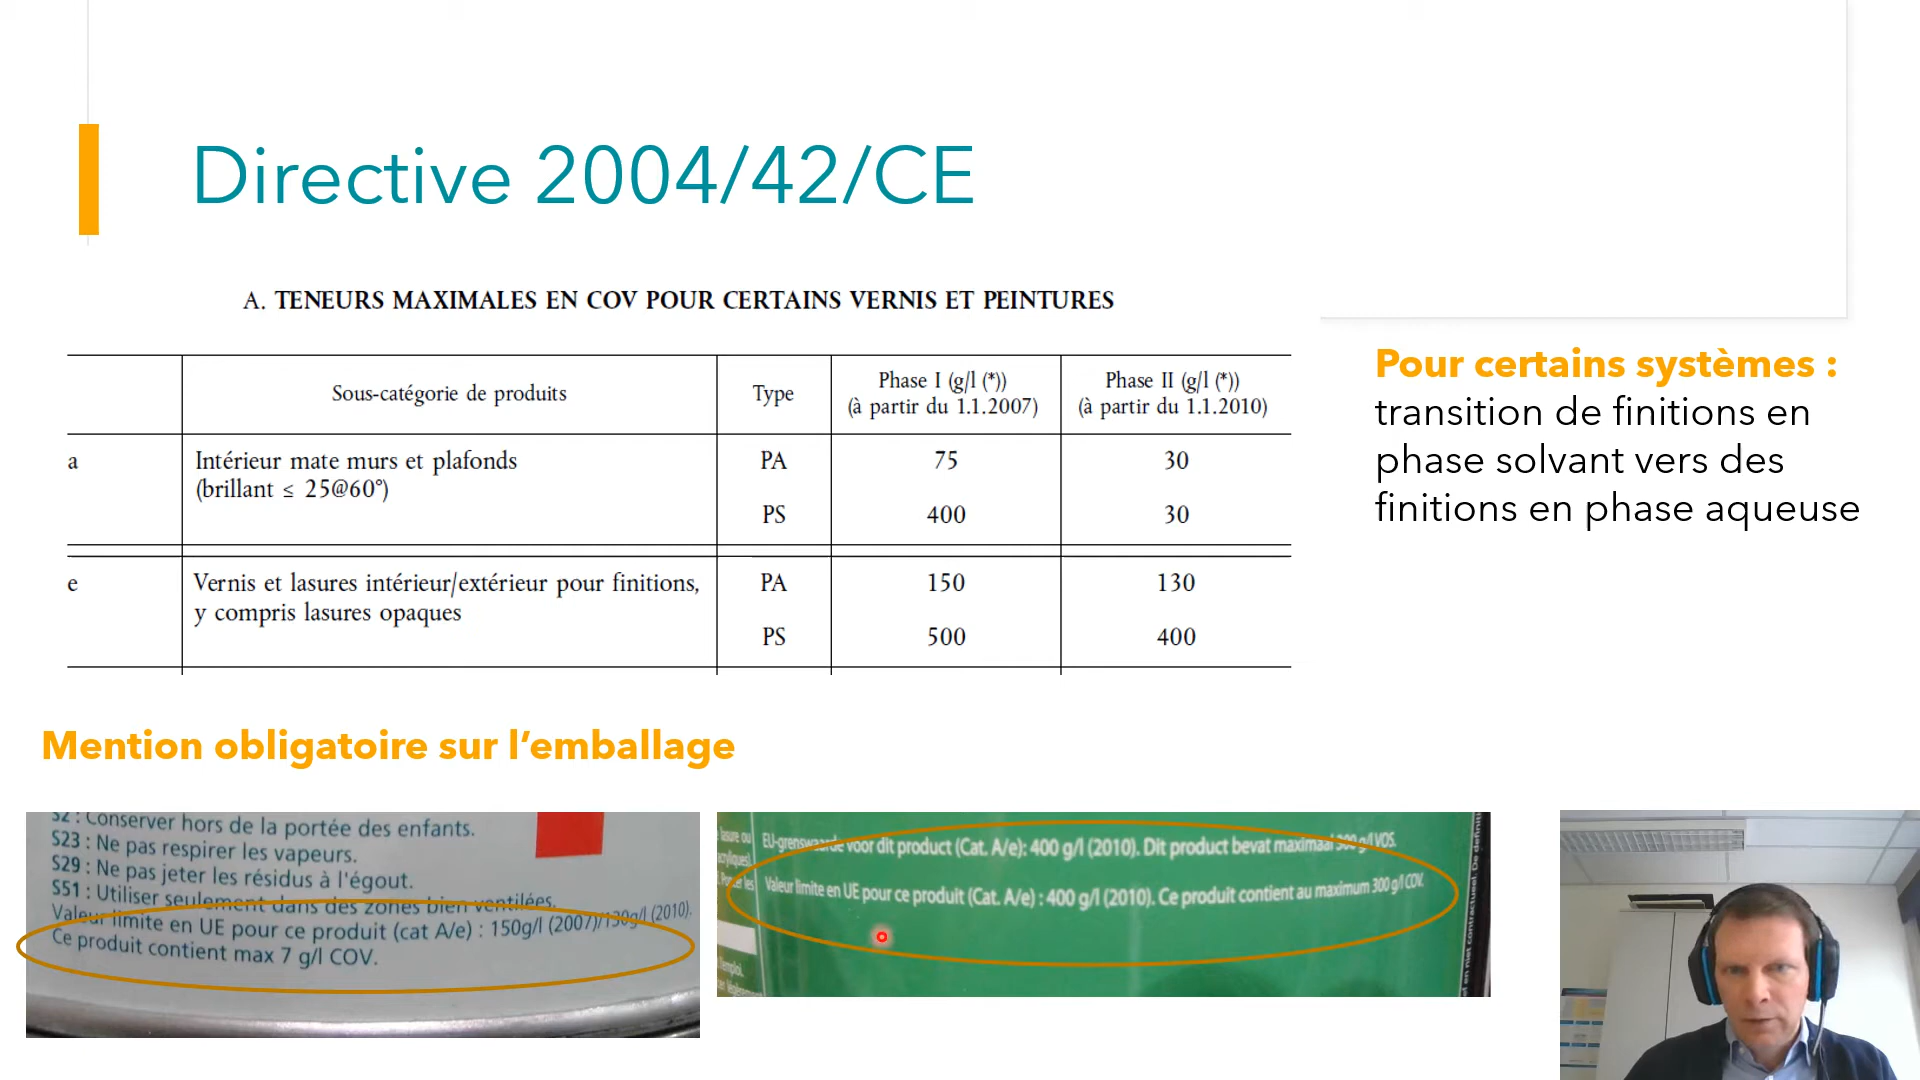 Directive 2004/42/CE
A. TENEURS MAXIMALES EN COV POUR CERTAINS VERNIS ET PEINTURES
Sous-catégorie de produits
Type
Phase I (g/l (*))
(à partir du 1.1.2007)
Phase II (g/l (*))
(à partir du 1.1.2010)
a
Intérieur mate murs et plafonds
(brillant ≤ 25@60°)
PA
75
30
PS
400
30
e
Vernis et lasures intérieur/extérieur pour finitions,
y compris lasures opaques
PA
150
130
PS
500
400
Pour certains systèmes :
transition de finitions en
phase solvant vers des
finitions en phase aqueuse
Mention obligatoire sur l’emballage
S2 : Conserver hors de la portée des enfants.
S23 : Ne pas respirer les vapeurs.
S29 : Ne pas jeter les résidus à l'égout.
S51 : Utiliser seulement dans des zones bien ventilées.
Valeur limite en UE pour ce produit (cat A/e) : 150g/l (2007)/130g/l (2010).
Ce produit contient max 7 g/l COV.
EU-grenswaarde voor dit product (Cat. A/e): 400 g/l (2010). Dit product bevat maximaal 300 g/l VOS.
Valeur limite en UE pour ce produit (Cat. A/e) : 400 g/l (2010). Ce produit contient au maximum 300 g/l COV.